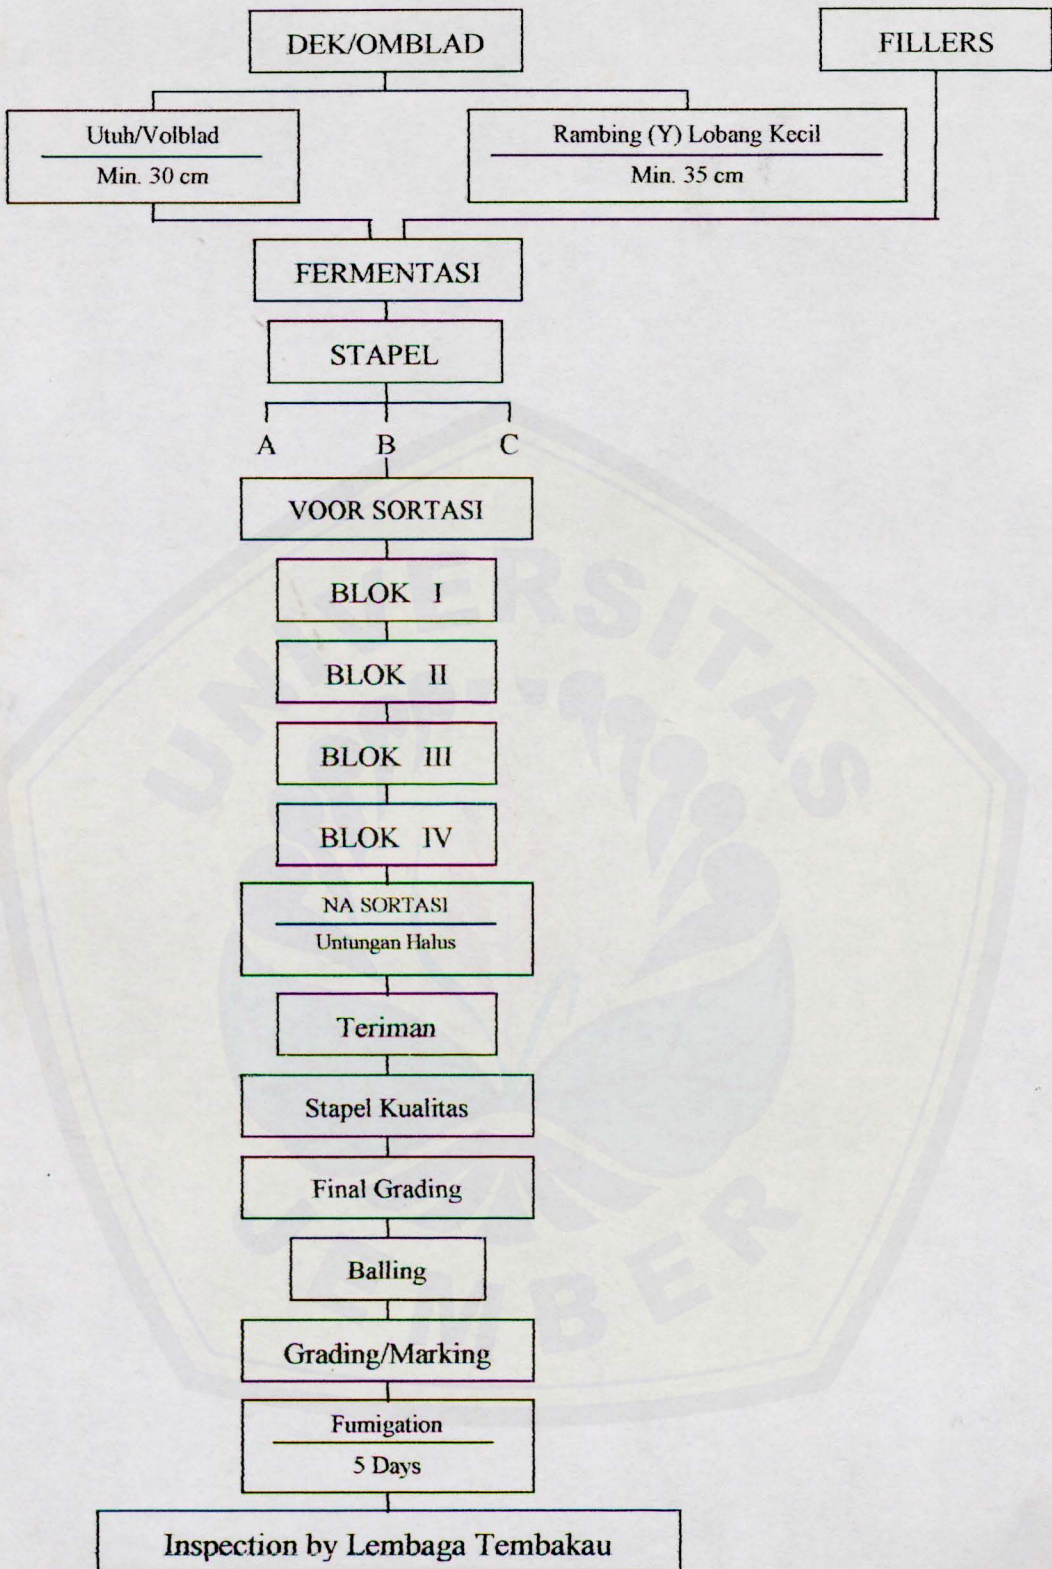 DEK/OMBLAD
FILLERS
Utuh/Volblad
Min. 30 cm
Rambing (Y) Lobang Kecil
Min. 35 cm
FERMENTASI
STAPEL
A B C
VOOR SORTASI
BLOK I
BLOK II
BLOK III
BLOK IV
NA SORTASI
Untungan Halus
Teriman
Stapel Kualitas
Final Grading
Balling
Grading/Marking
Fumigation
5 Days
Inspection by Lembaga Tembakau
UNIVERSITAS
JEMBER